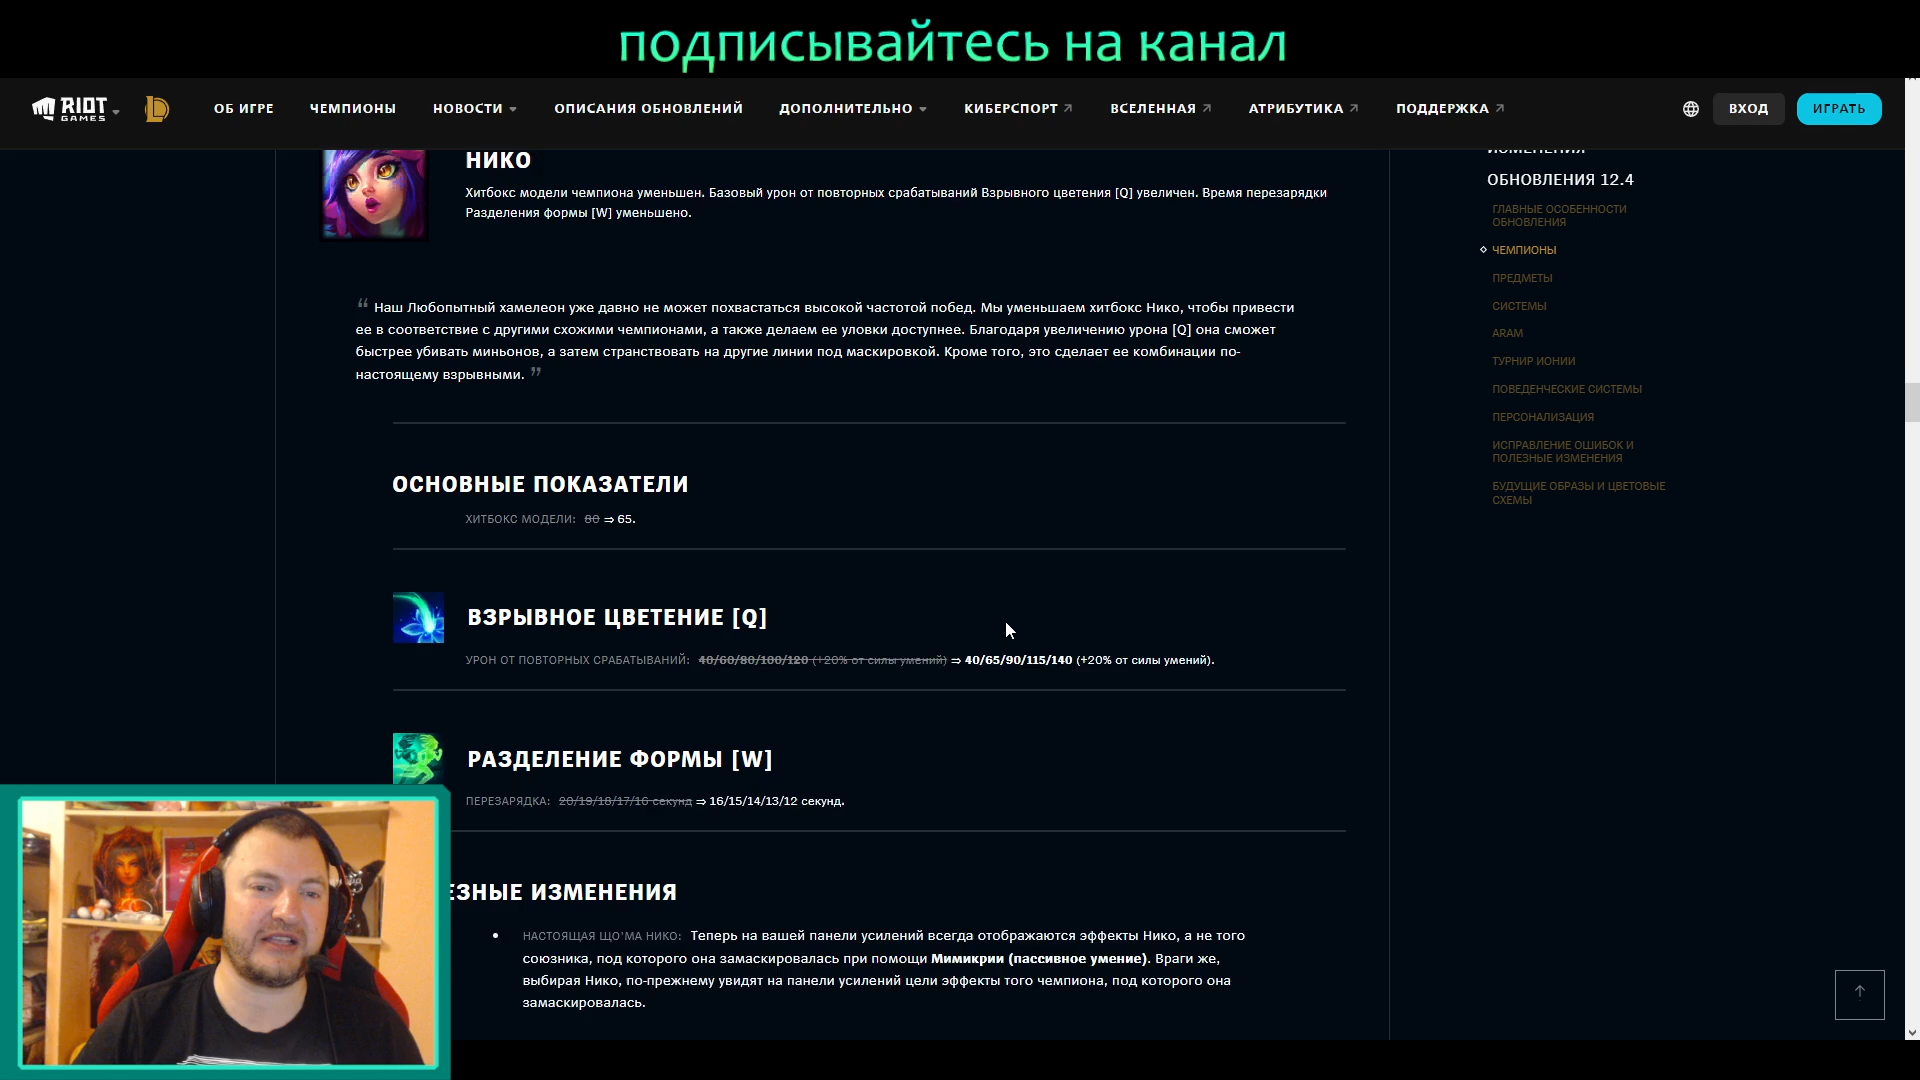 подписывайтесь на канал
RIOT GAMES
ОБ ИГРЕ
ЧЕМПИОНЫ
НОВОСТИ
ОПИСАНИЯ ОБНОВЛЕНИЙ
ДОПОЛНИТЕЛЬНО
КИБЕРСПОРТ
ВСЕЛЕННАЯ
АТРИБУТИКА
ПОДДЕРЖКА
ВХОД
ИГРАТЬ
НИКО
Хитбокс модели чемпиона уменьшен. Базовый урон от повторных срабатываний Взрывного цветения [Q] увеличен. Время перезарядки
Разделения формы [W] уменьшено.
“ Наш Любопытный хамелеон уже давно не может похвастаться высокой частотой побед. Мы уменьшаем хитбокс Нико, чтобы привести
ее в соответствие с другими схожими чемпионами, а также делаем ее уловки доступнее. Благодаря увеличению урона [Q] она сможет
быстрее убивать миньонов, а затем странствовать на другие линии под маскировкой. Кроме того, это сделает ее комбинации по-
настоящему взрывными. ”
ОСНОВНЫЕ ПОКАЗАТЕЛИ
ХИТБОКС МОДЕЛИ: 80 ⇒ 65.
ВЗРЫВНОЕ ЦВЕТЕНИЕ [Q]
УРОН ОТ ПОВТОРНЫХ СРАБАТЫВАНИЙ: 40/60/80/100/120 (+20% от силы умений) ⇒ 40/65/90/115/140 (+20% от силы умений).
РАЗДЕЛЕНИЕ ФОРМЫ [W]
ПЕРЕЗАРЯДКА: 20/19/18/17/16 секунд ⇒ 16/15/14/13/12 секунд.
ЕЗНЫЕ ИЗМЕНЕНИЯ
• НАСТОЯЩАЯ ЩО'МА НИКО: Теперь на вашей панели усилений всегда отображаются эффекты Нико, а не того
союзника, под которого она замаскировалась при помощи Мимикрии (пассивное умение). Враги же,
выбирая Нико, по-прежнему увидят на панели усилений цели эффекты того чемпиона, под которого она
замаскировалась.
ИЗМЕНЕНИЯ
ОБНОВЛЕНИЯ 12.4
ГЛАВНЫЕ ОСОБЕННОСТИ
ОБНОВЛЕНИЯ
ЧЕМПИОНЫ
ПРЕДМЕТЫ
СИСТЕМЫ
ARAM
ТУРНИР ИОНИИ
ПОВЕДЕНЧЕСКИЕ СИСТЕМЫ
ПЕРСОНАЛИЗАЦИЯ
ИСПРАВЛЕНИЕ ОШИБОК И
ПОЛЕЗНЫЕ ИЗМЕНЕНИЯ
БУДУЩИЕ ОБРАЗЫ И ЦВЕТОВЫЕ
СХЕМЫ